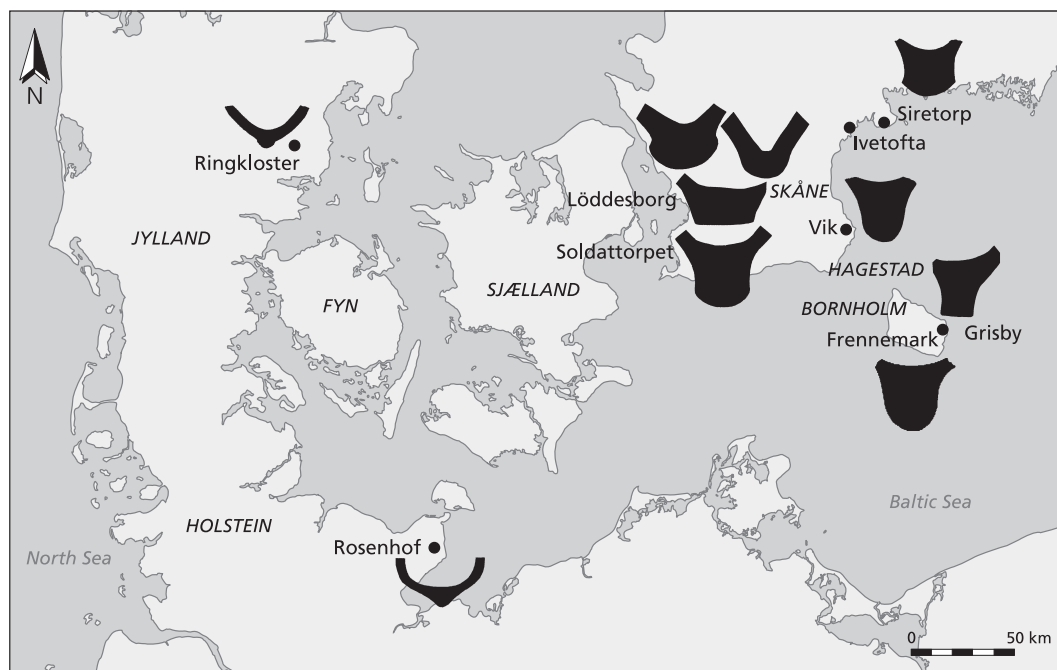 N
Siretorp
Ivetofta
Ringkloster
SKÅNE
Löddesborg
Vik
JYLLAND
Soldattorpet
HAGESTAD
SJÆLLAND
FYN
BORNHOLM
Frennemark
Grisby
Baltic Sea
HOLSTEIN
Rosenhof
North Sea
0 50 km